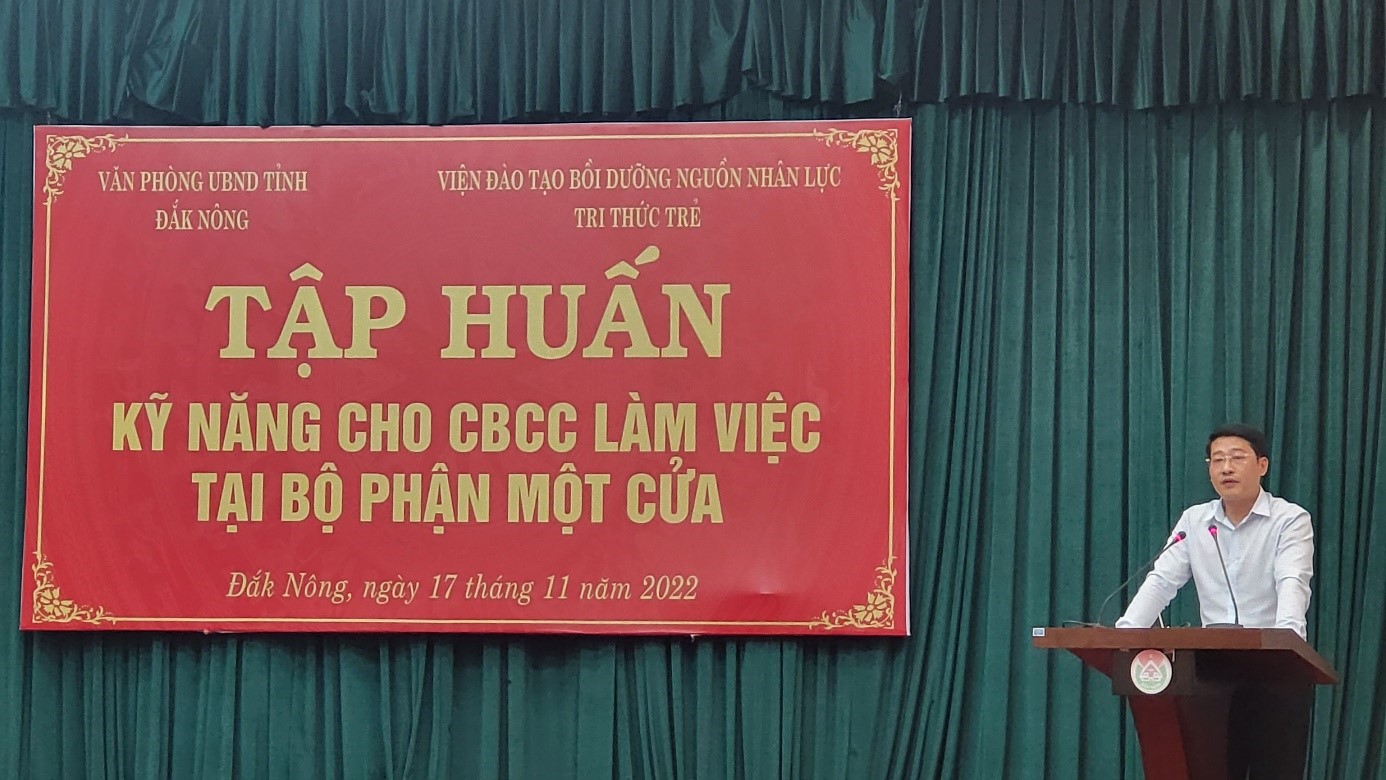 VĂN PHÒNG UBND TỈNH
ĐẮK NÔNG
VIỆN ĐÀO TẠO BỒI DƯỠNG NGUỒN NHÂN LỰC
TRI THỨC TRẺ
TẬP HUẤN
KỸ NĂNG CHO CBCC LÀM VIỆC
TẠI BỘ PHẬN MỘT CỬA
Đắk Nông, ngày 17 tháng 11 năm 2022